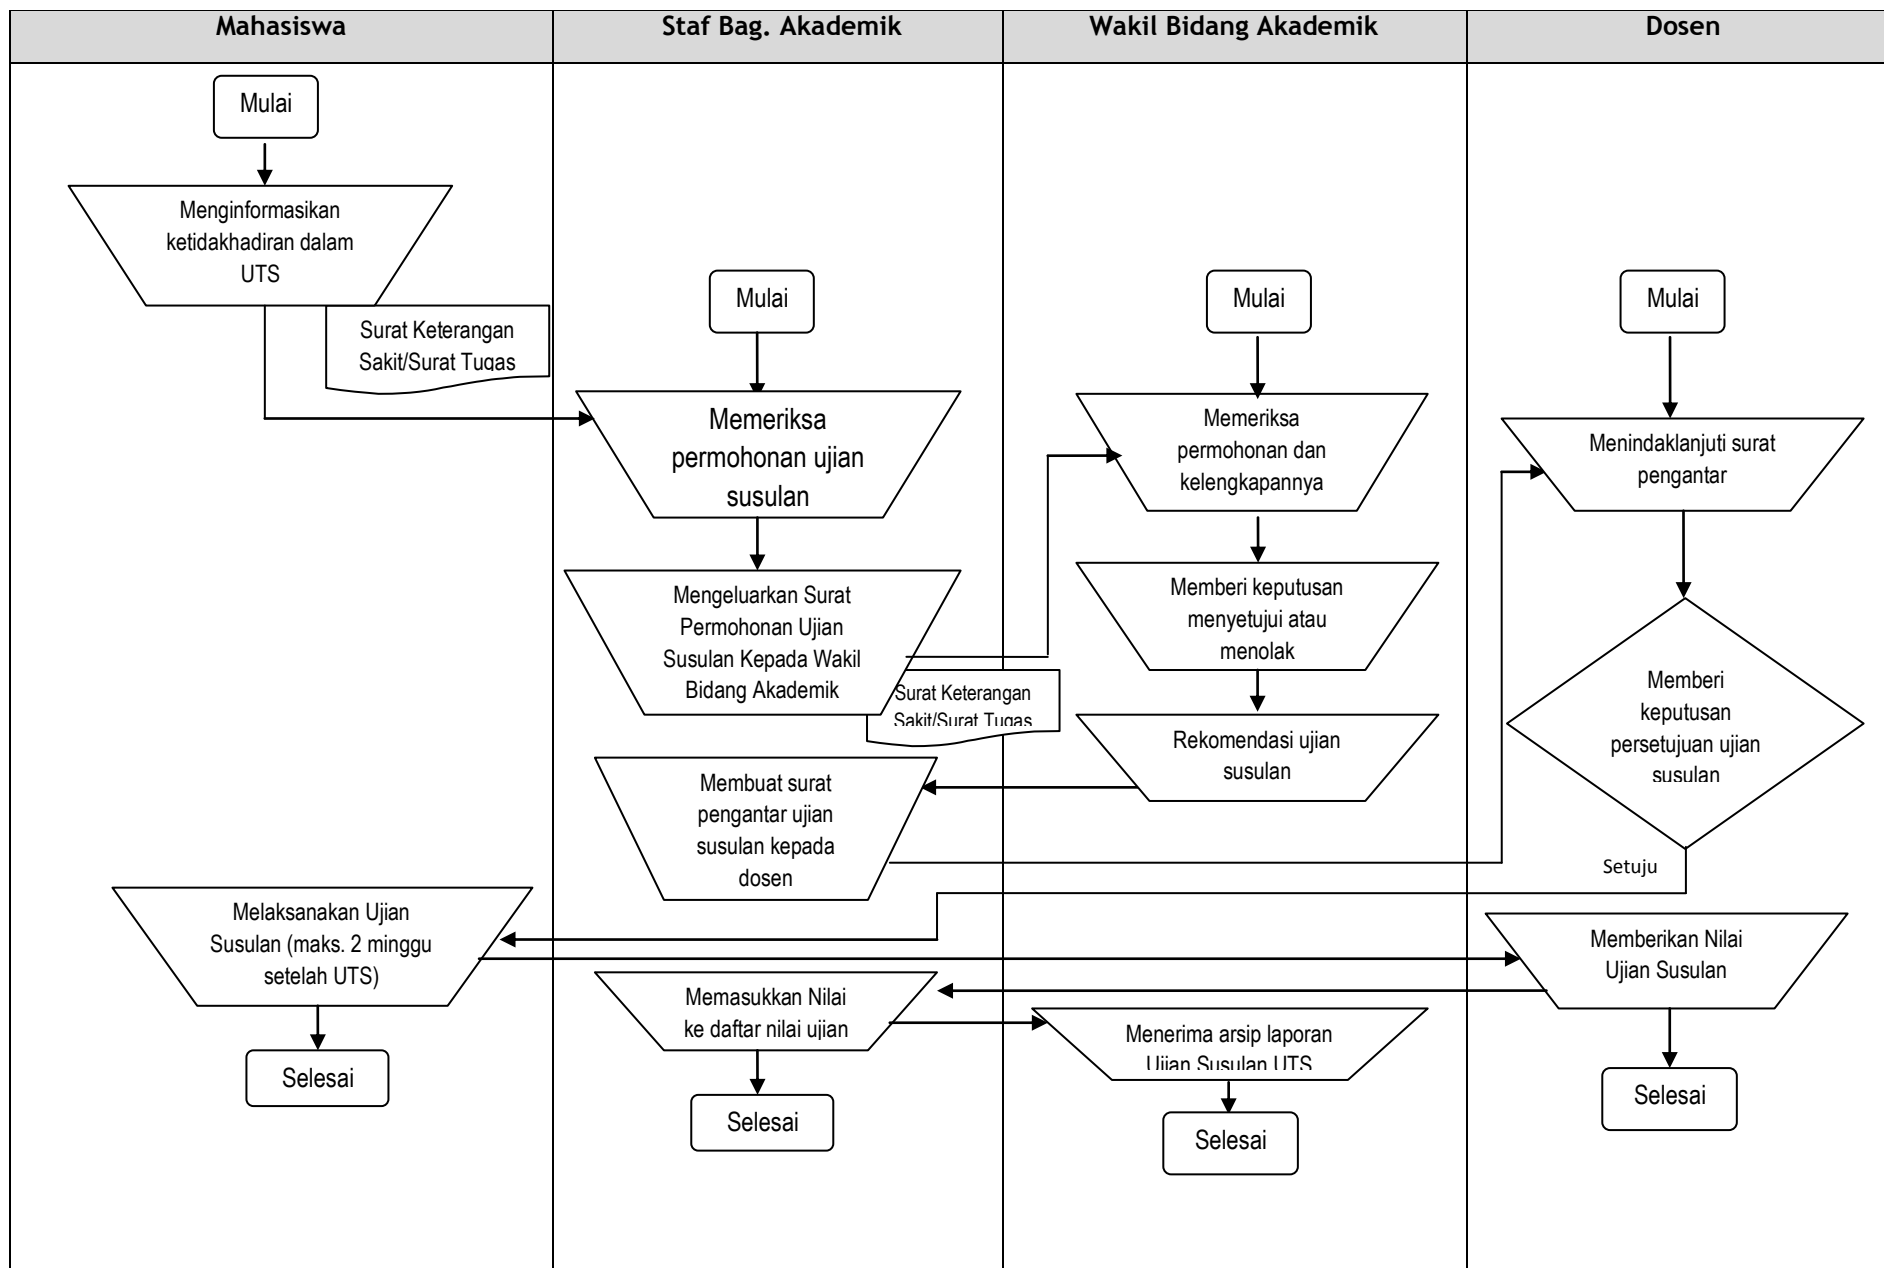 Mahasiswa
Staf Bag. Akademik
Wakil Bidang Akademik
Dosen
Mulai
Menginformasikan
ketidakhadiran dalam
UTS
Surat Keterangan
Sakit/Surat Tugas
Mulai
Memeriksa
permohonan ujian
susulan
Mengeluarkan Surat
Permohonan Ujian
Susulan Kepada Wakil
Bidang Akademik
Surat Keterangan
Sakit/Surat Tugas
Mulai
Memeriksa
permohonan dan
kelengkapannya
Memberi keputusan
menyetujui atau
menolak
Rekomendasi ujian
susulan
Membuat surat
pengantar ujian
susulan kepada
dosen
Mulai
Menindaklanjuti surat
pengantar
Memberi
keputusan
persetujuan ujian
susulan
Setuju
Melaksanakan Ujian
Susulan (maks. 2 minggu
setelah UTS)
Selesai
Memberikan Nilai
Ujian Susulan
Selesai
Memasukkan Nilai
ke daftar nilai ujian
Selesai
Menerima arsip laporan
Ujian Susulan UTS
Selesai